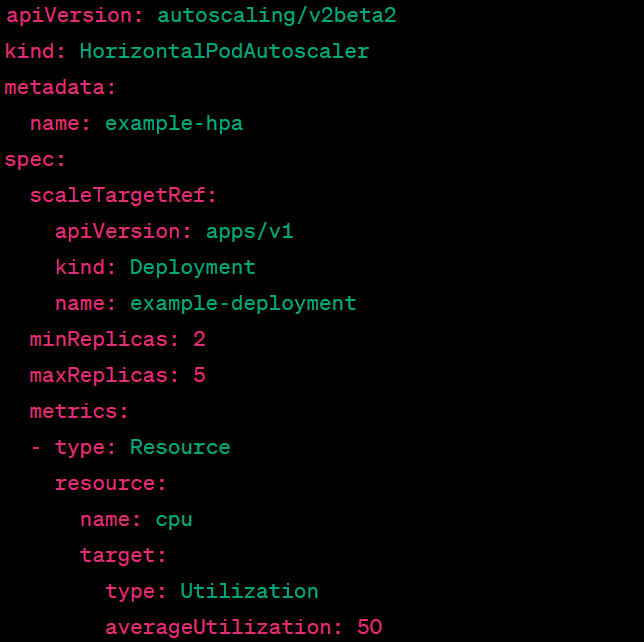 apiVersion: autoscaling/v2beta2
kind: HorizontalPodAutoscaler
metadata:
  name: example-hpa
spec:
  scaleTargetRef:
    apiVersion: apps/v1
    kind: Deployment
    name: example-deployment
  minReplicas: 2
  maxReplicas: 5
  metrics:
  - type: Resource
    resource:
      name: cpu
      target:
        type: Utilization
        averageUtilization: 50